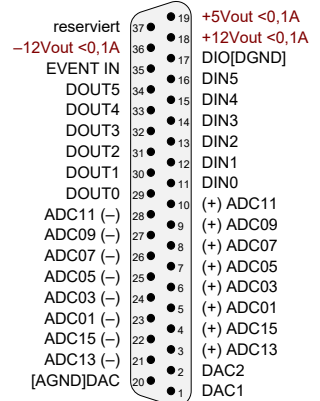 reserviert 37
–12Vout <0,1A 36
EVENT IN 35
DOUT5 34
DOUT4 33
DOUT3 32
DOUT2 31
DOUT1 30
DOUT0 29
ADC11 (–) 28
ADC09 (–) 27
ADC07 (–) 26
ADC05 (–) 25
ADC03 (–) 24
ADC01 (–) 23
ADC15 (–) 22
ADC13 (–) 21
[AGND]DAC 20
19 +5Vout <0,1A
18 +12Vout <0,1A
17 DIO[DGND]
16 DIN5
15 DIN4
14 DIN3
13 DIN2
12 DIN1
11 DIN0
10 (+) ADC11
9 (+) ADC09
8 (+) ADC07
7 (+) ADC05
6 (+) ADC03
5 (+) ADC01
4 (+) ADC15
3 (+) ADC13
2 DAC2
1 DAC1